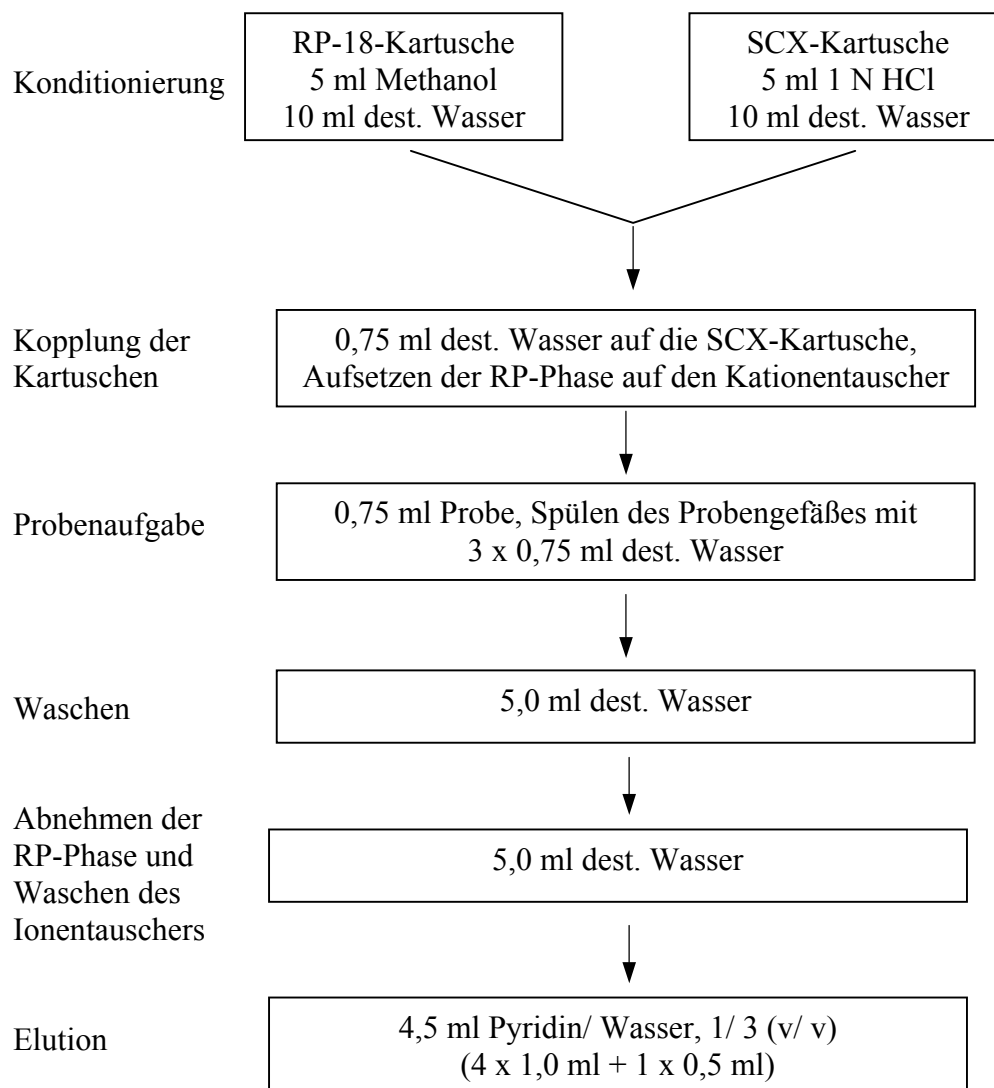 Konditionierung
RP-18-Kartusche
5 ml Methanol
10 ml dest. Wasser
SCX-Kartusche
5 ml 1 N HCl
10 ml dest. Wasser
Kopplung der
Kartuschen
0,75 ml dest. Wasser auf die SCX-Kartusche,
Aufsetzen der RP-Phase auf den Kationentauscher
Probenaufgabe
0,75 ml Probe, Spülen des Probengefäßes mit
3 x 0,75 ml dest. Wasser
Waschen
5,0 ml dest. Wasser
Abnehmen der
RP-Phase und
Waschen des
Ionentauschers
5,0 ml dest. Wasser
Elution
4,5 ml Pyridin/ Wasser, 1/ 3 (v/ v)
(4 x 1,0 ml + 1 x 0,5 ml)